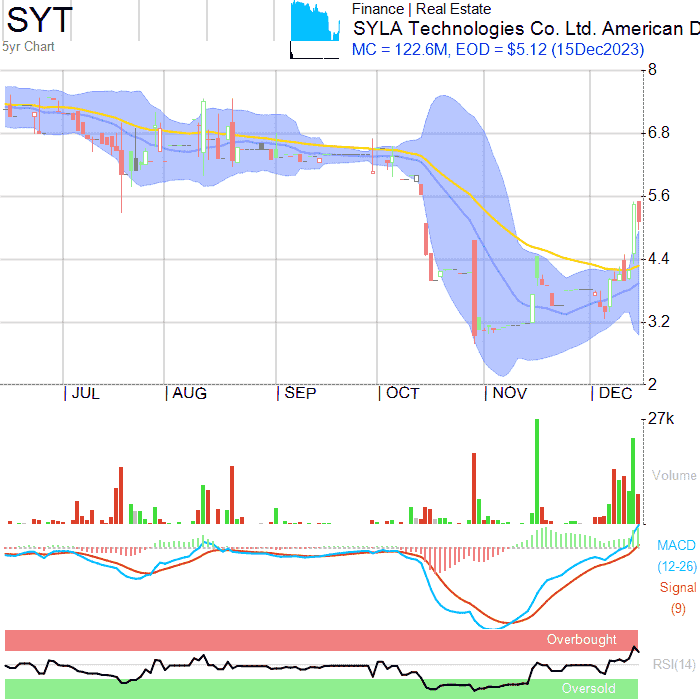 SYT
5yr Chart
Finance | Real Estate
SYLA Technologies Co. Ltd. American D
MC = 122.6M, EOD = $5.12 (15Dec2023)
8
6.8
5.6
4.4
3.2
2
JUL AUG SEP OCT NOV DEC
27k
Volume
MACD
(12-26)
Signal
(9)
Overbought
RSI(14)
Oversold